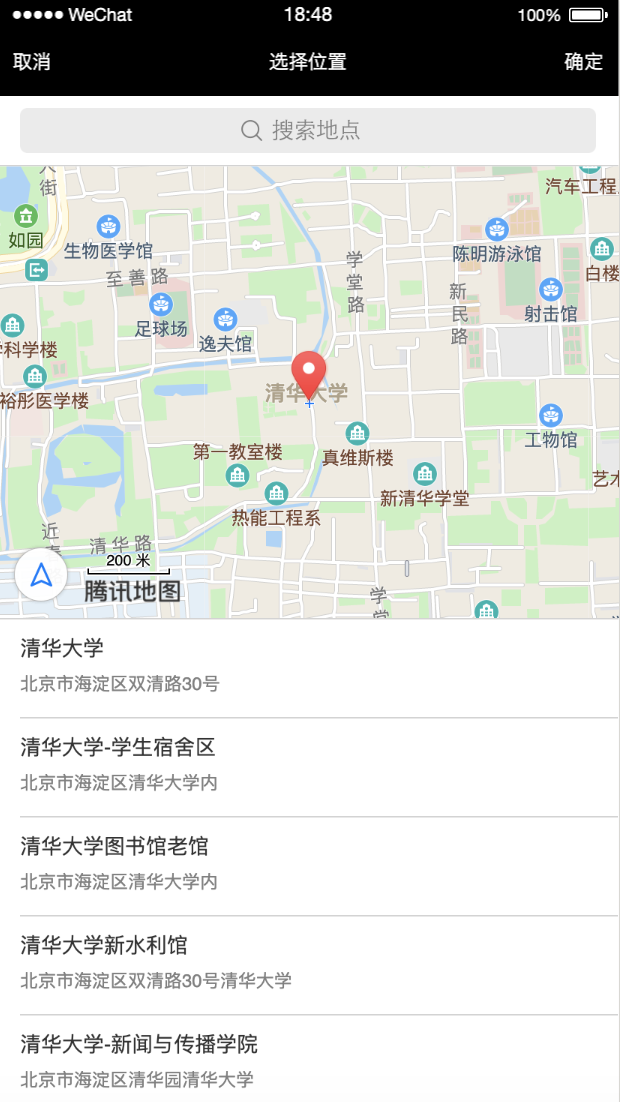 WeChat 18:48 100%
取消 选择位置 确定
搜索地点
街
汽车工程
如园
生物医学馆
陈明游泳馆
学堂路
白楼
至善路
新民路
足球场
射击馆
逸夫馆
科学楼
清华大学
裕彤医学楼
工物馆
第一教室楼
真维斯楼
艺术
新清华学堂
热能工程系
近
清华路
200 米
腾讯地图
学堂
清华大学
北京市海淀区双清路30号
清华大学-学生宿舍区
北京市海淀区清华大学内
清华大学图书馆老馆
北京市海淀区清华大学内
清华大学新水利馆
北京市海淀区双清路30号清华大学
清华大学-新闻与传播学院
北京市海淀区清华园清华大学